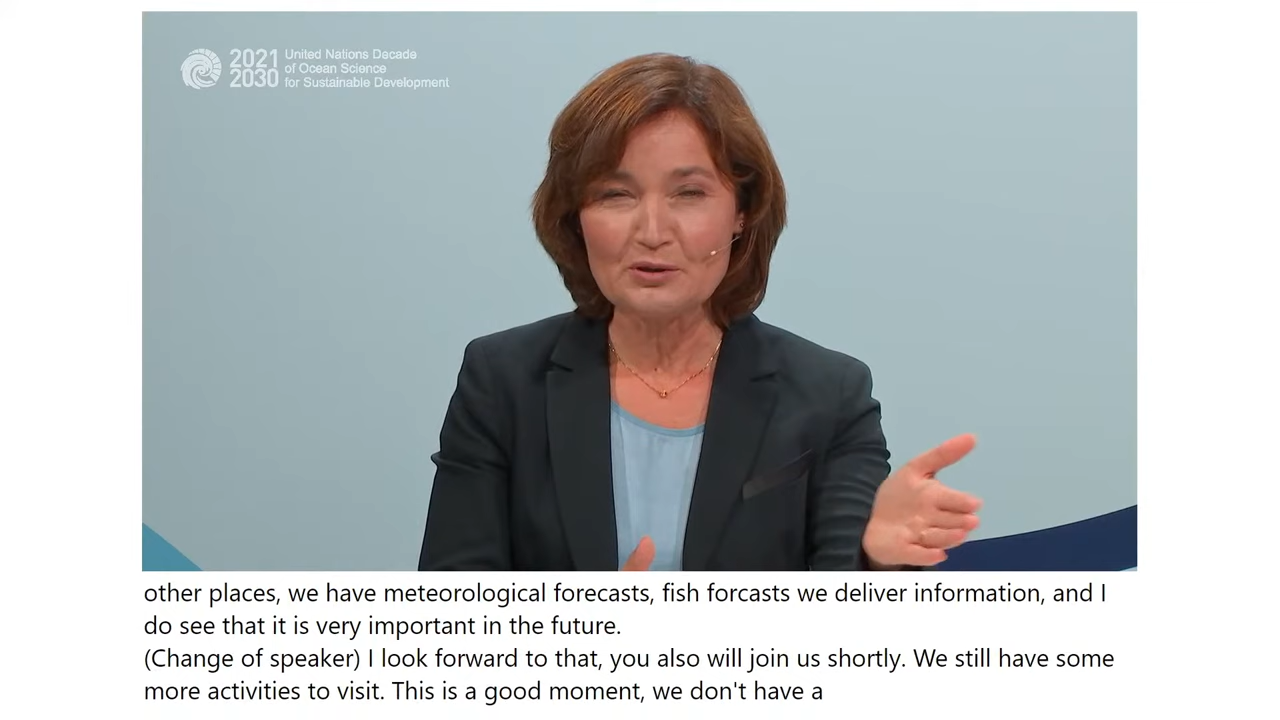 2021
2030
United Nations Decade
of Ocean Science
for Sustainable Development
other places, we have meteorological forecasts, fish forcasts we deliver information, and I
do see that it is very important in the future.
(Change of speaker) I look forward to that, you also will join us shortly. We still have some
more activities to visit. This is a good moment, we don't have a